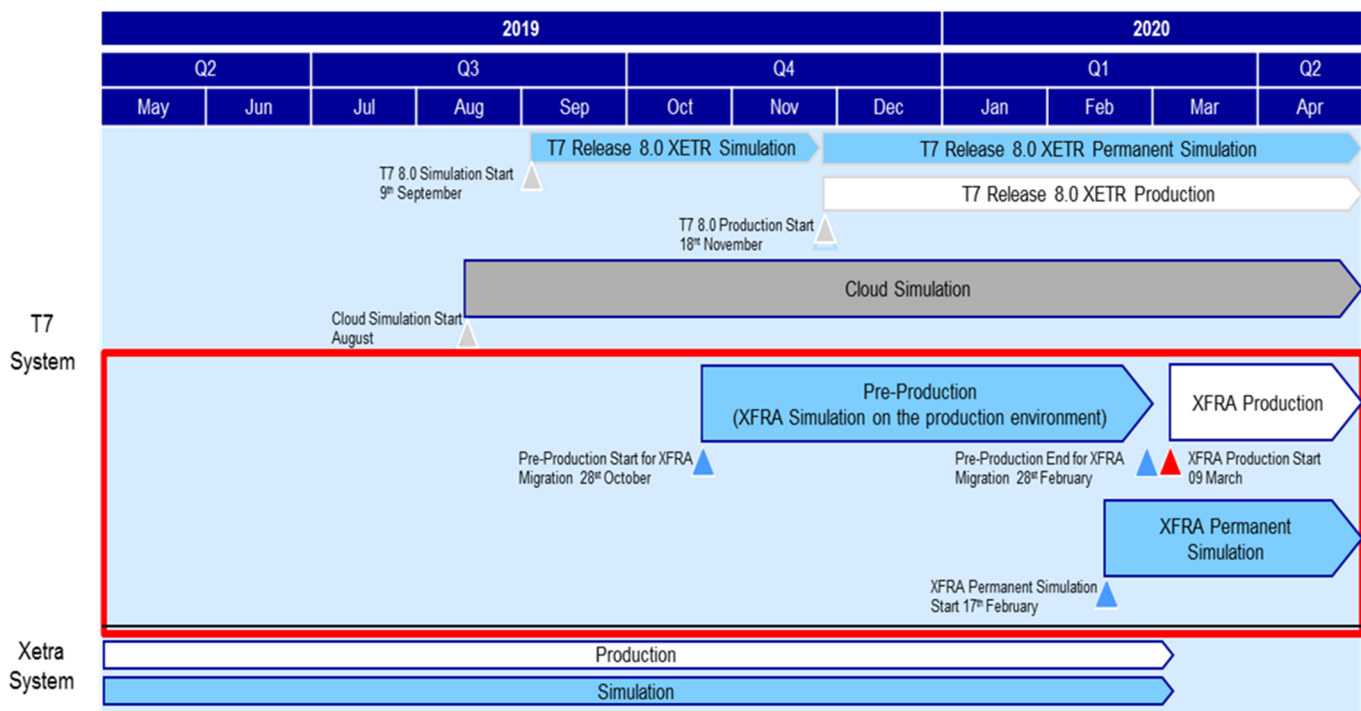 2019 2020
Q2 Q3 Q4 Q1 Q2
May Jun Jul Aug Sep Oct Nov Dec Jan Feb Mar Apr
T7 Release 8.0 XETR Simulation
T7 Release 8.0 XETR Permanent Simulation
T7 8.0 Simulation Start
9th September
T7 Release 8.0 XETR Production
T7 8.0 Production Start
18rd November
Cloud Simulation
Cloud Simulation Start
August
T7
System
Pre-Production
(XFRA Simulation on the production environment)
XFRA Production
Pre-Production Start for XFRA
Migration 28st October
Pre-Production End for XFRA
Migration 28st February
XFRA Production Start
09 March
XFRA Permanent
Simulation
XFRA Permanent Simulation
Start 17th February
Xetra
System
Production
Simulation